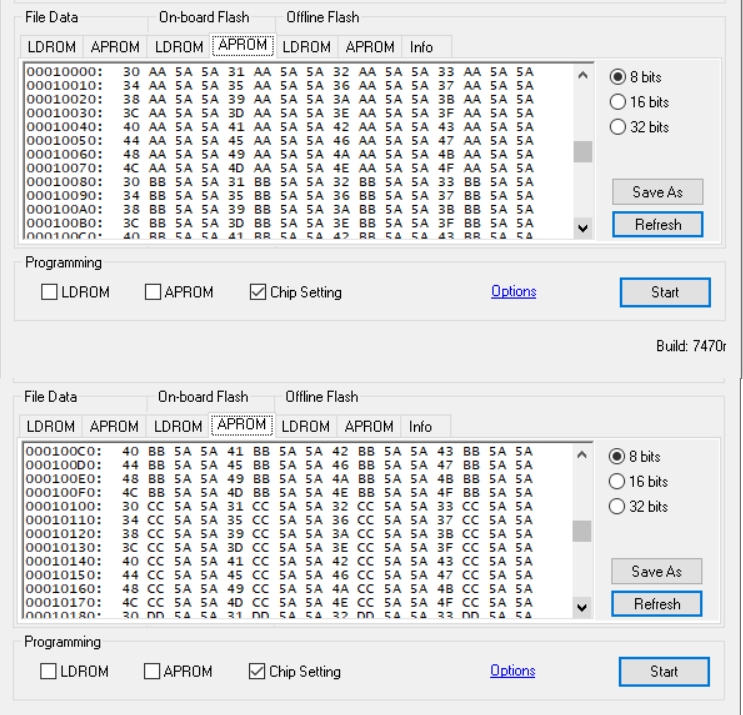 File Data On-board Flash Offline Flash
LDROM APROM LDROM APROM LDROM APROM Info
00010000: 30 AA 5A 5A 31 AA 5A 5A 32 AA 5A 5A 33 AA 5A 5A
00010010: 34 AA 5A 5A 35 AA 5A 5A 36 AA 5A 5A 37 AA 5A 5A
00010020: 38 AA 5A 5A 39 AA 5A 5A 3A AA 5A 5A 3B AA 5A 5A
00010030: 3C AA 5A 5A 3D AA 5A 5A 3E AA 5A 5A 3F AA 5A 5A
00010040: 40 AA 5A 5A 41 AA 5A 5A 42 AA 5A 5A 43 AA 5A 5A
00010050: 44 AA 5A 5A 45 AA 5A 5A 46 AA 5A 5A 47 AA 5A 5A
00010060: 48 AA 5A 5A 49 AA 5A 5A 4A AA 5A 5A 4B AA 5A 5A
00010070: 4C AA 5A 5A 4D AA 5A 5A 4E AA 5A 5A 4F AA 5A 5A
00010080: 30 BB 5A 5A 31 BB 5A 5A 32 BB 5A 5A 33 BB 5A 5A
00010090: 34 BB 5A 5A 35 BB 5A 5A 36 BB 5A 5A 37 BB 5A 5A
000100A0: 38 BB 5A 5A 39 BB 5A 5A 3A BB 5A 5A 3B BB 5A 5A
000100B0: 3C BB 5A 5A 3D BB 5A 5A 3E BB 5A 5A 3F BB 5A 5A
000100C0: 40 BB 5A 5A 41 BB 5A 5A 42 BB 5A 5A 43 BB 5A 5A
8 bits
16 bits
32 bits
Save As
Refresh
Programming
LDROM APROM Chip Setting Options Start
Build: 7470r
File Data On-board Flash Offline Flash
LDROM APROM LDROM APROM LDROM APROM Info
000100C0: 40 BB 5A 5A 41 BB 5A 5A 42 BB 5A 5A 43 BB 5A 5A
000100D0: 44 BB 5A 5A 45 BB 5A 5A 46 BB 5A 5A 47 BB 5A 5A
000100E0: 48 BB 5A 5A 49 BB 5A 5A 4A BB 5A 5A 4B BB 5A 5A
000100F0: 4C BB 5A 5A 4D BB 5A 5A 4E BB 5A 5A 4F BB 5A 5A
00010100: 30 CC 5A 5A 31 CC 5A 5A 32 CC 5A 5A 33 CC 5A 5A
00010110: 34 CC 5A 5A 35 CC 5A 5A 36 CC 5A 5A 37 CC 5A 5A
00010120: 38 CC 5A 5A 39 CC 5A 5A 3A CC 5A 5A 3B CC 5A 5A
00010130: 3C CC 5A 5A 3D CC 5A 5A 3E CC 5A 5A 3F CC 5A 5A
00010140: 40 CC 5A 5A 41 CC 5A 5A 42 CC 5A 5A 43 CC 5A 5A
00010150: 44 CC 5A 5A 45 CC 5A 5A 46 CC 5A 5A 47 CC 5A 5A
00010160: 48 CC 5A 5A 49 CC 5A 5A 4A CC 5A 5A 4B CC 5A 5A
00010170: 4C CC 5A 5A 4D CC 5A 5A 4E CC 5A 5A 4F CC 5A 5A
00010180: 30 DD 5A 5A 31 DD 5A 5A 32 DD 5A 5A 33 DD 5A 5A
8 bits
16 bits
32 bits
Save As
Refresh
Programming
LDROM APROM Chip Setting Options Start